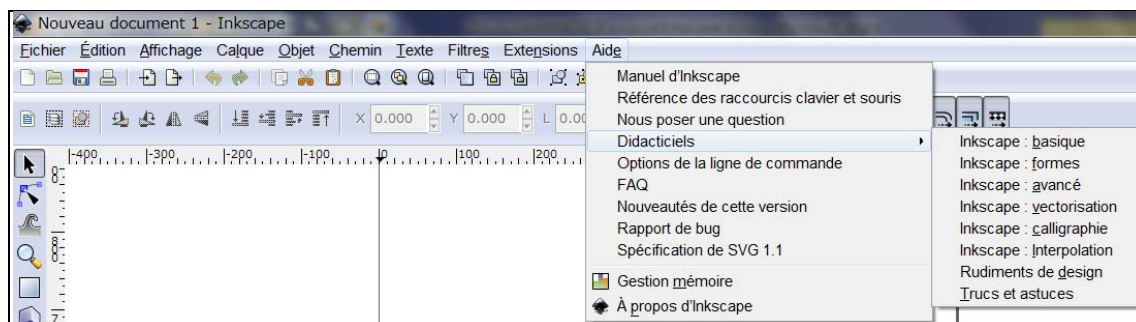 Nouveau document 1 - Inkscape
Fichier Édition Affichage Calque Objet Chemin Texte Filtres Extensions Aide
X 0.000 Y 0.000 L 0.00
-400 -300 -200 -100 0 100 200
Manuel d'Inkscape
Référence des raccourcis clavier et souris
Nous poser une question
Didacticiels
Options de la ligne de commande
FAQ
Nouveautés de cette version
Rapport de bug
Spécification de SVG 1.1
Gestion mémoire
À propos d'Inkscape
Inkscape : basique
Inkscape : formes
Inkscape : avancé
Inkscape : vectorisation
Inkscape : calligraphie
Inkscape : Interpolation
Rudiments de design
Trucs et astuces